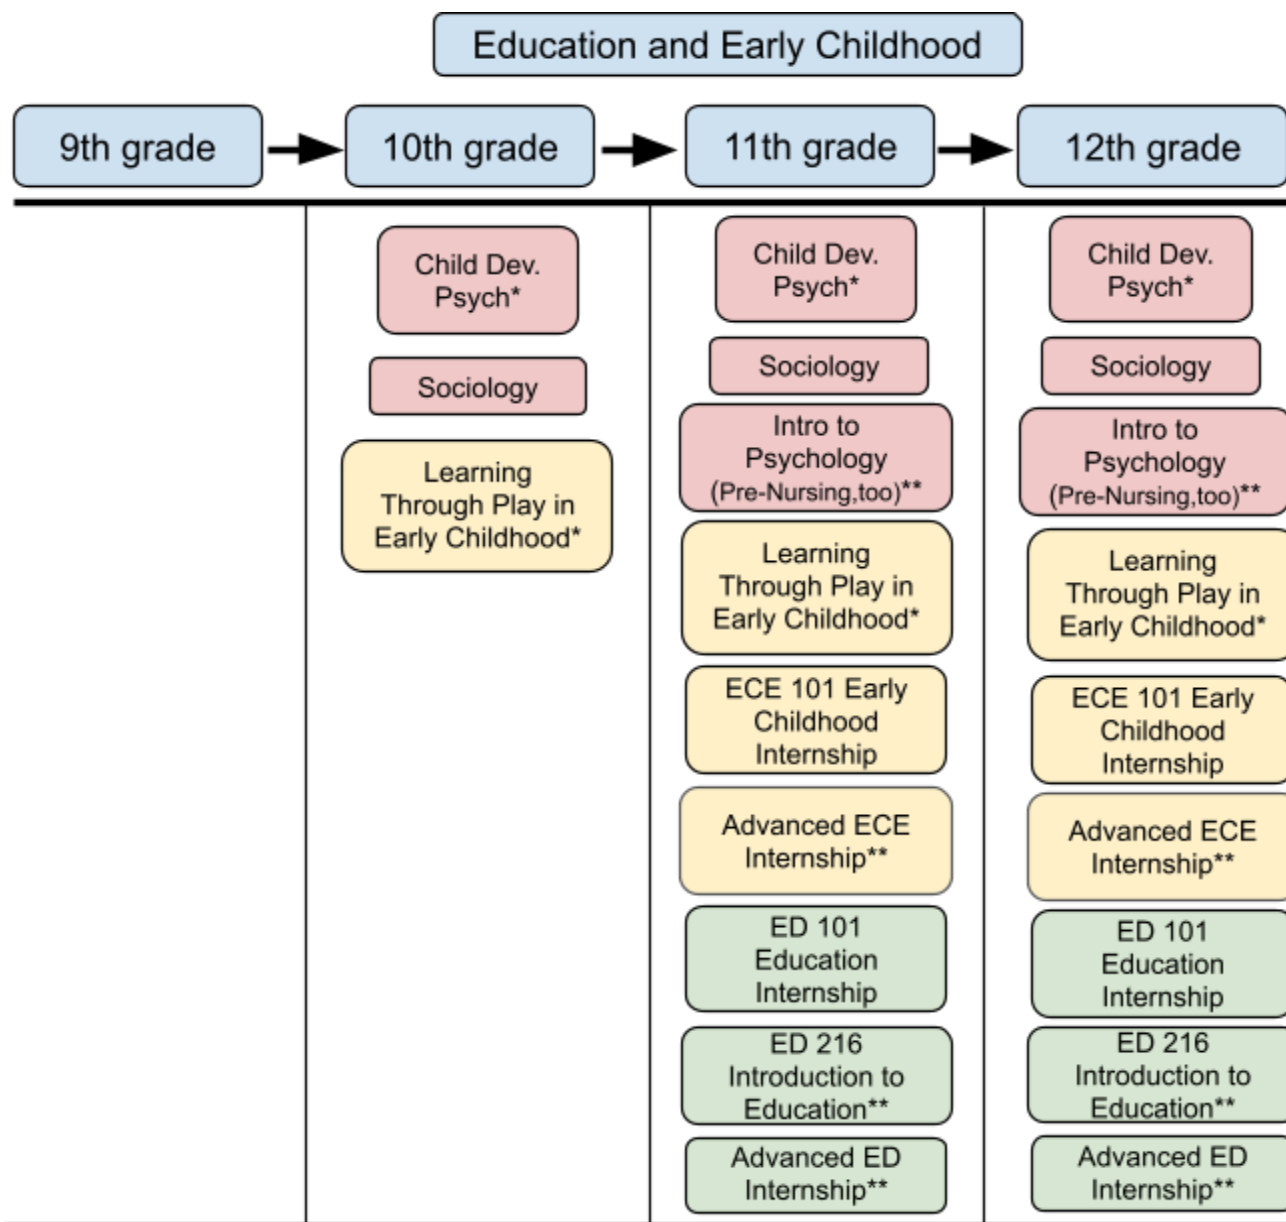 Education and Early Childhood
9th grade
10th grade
11th grade
12th grade
Child Dev.
Psych*
Sociology
Learning
Through Play in
Early Childhood*
Child Dev.
Psych*
Sociology
Intro to
Psychology
(Pre-Nursing,too)**
Learning
Through Play in
Early Childhood*
ECE 101 Early
Childhood
Internship
Advanced ECE
Internship**
ED 101
Education
Internship
ED 216
Introduction to
Education**
Advanced ED
Internship**
Child Dev.
Psych*
Sociology
Intro to
Psychology
(Pre-Nursing,too)**
Learning
Through Play in
Early Childhood*
ECE 101 Early
Childhood
Internship
Advanced ECE
Internship**
ED 101
Education
Internship
ED 216
Introduction to
Education**
Advanced ED
Internship**